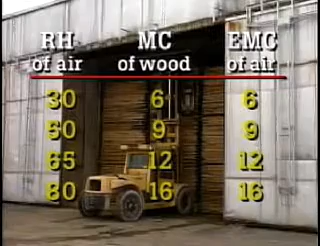 RH MC EMC
of air of wood of air
30 6 6
50 9 9
65 12 12
80 16 16